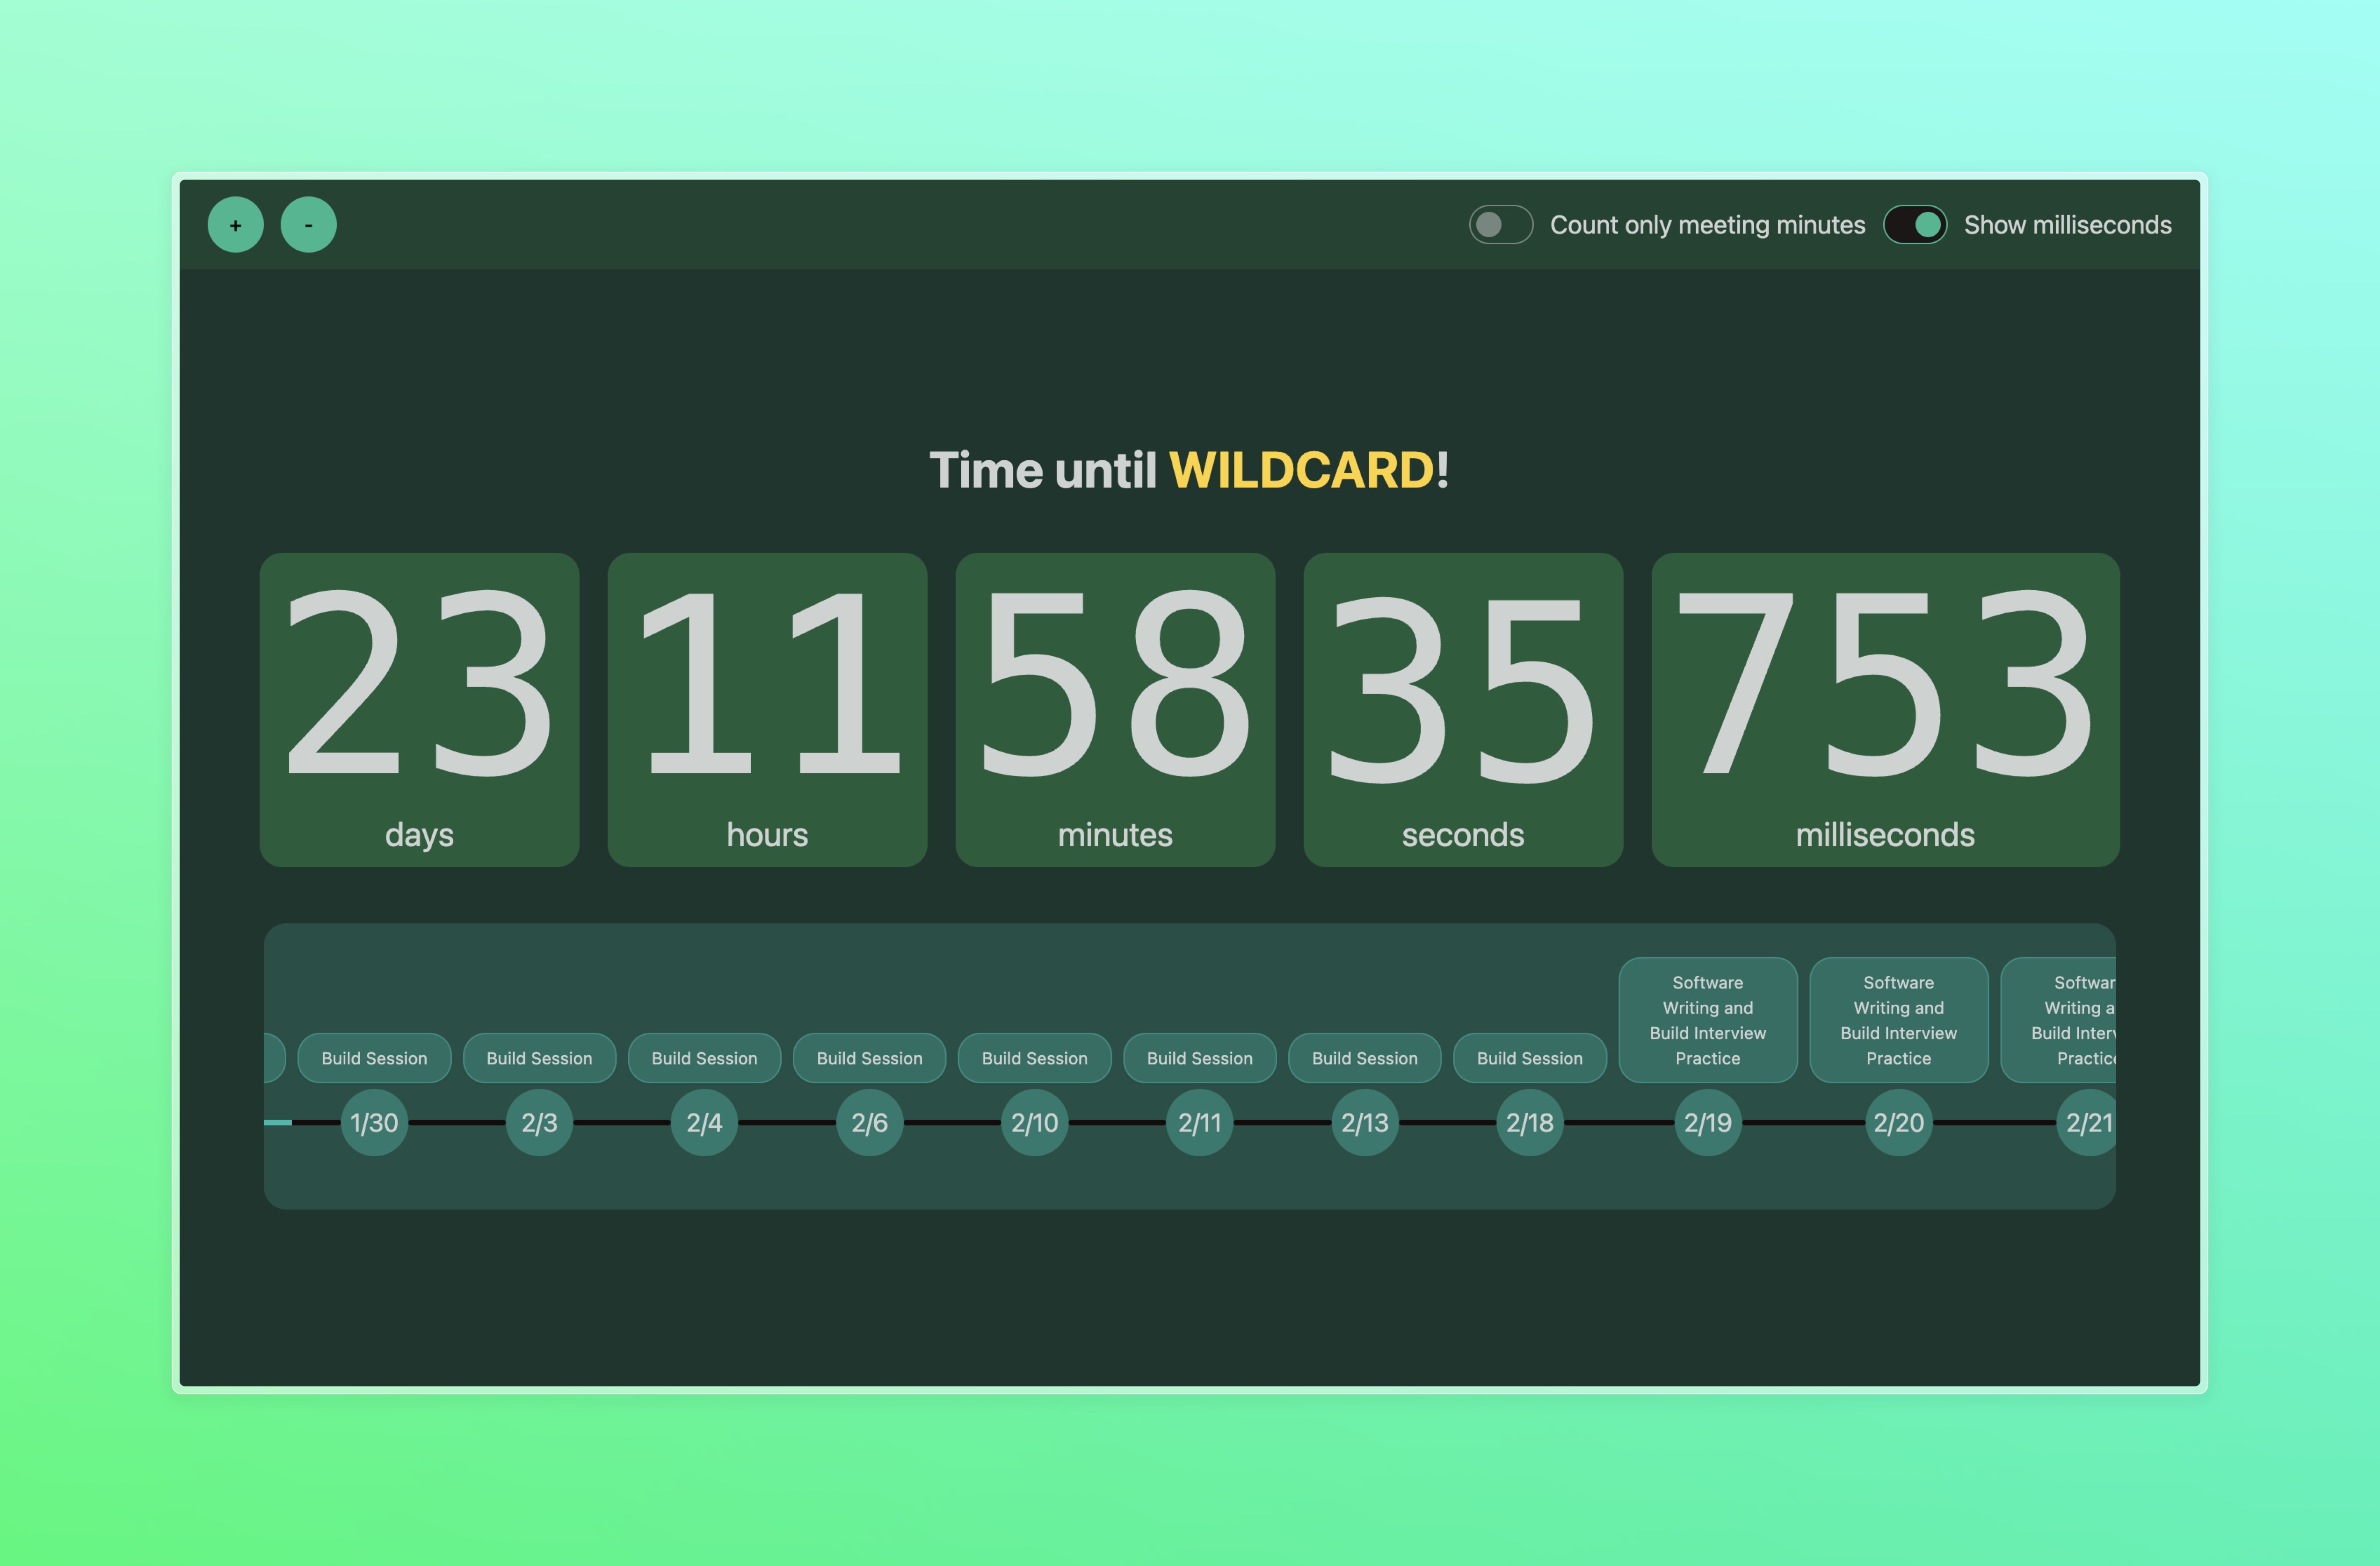 + -
Count only meeting minutes
Show milliseconds
Time until WILDCARD!
23
days
11
hours
58
minutes
35
seconds
753
milliseconds
Build Session
1/30
Build Session
2/3
Build Session
2/4
Build Session
2/6
Build Session
2/10
Build Session
2/11
Build Session
2/13
Build Session
2/18
Software
Writing and
Build Interview
Practice
2/19
Software
Writing and
Build Interview
Practice
2/20
Writing
Build
2/21